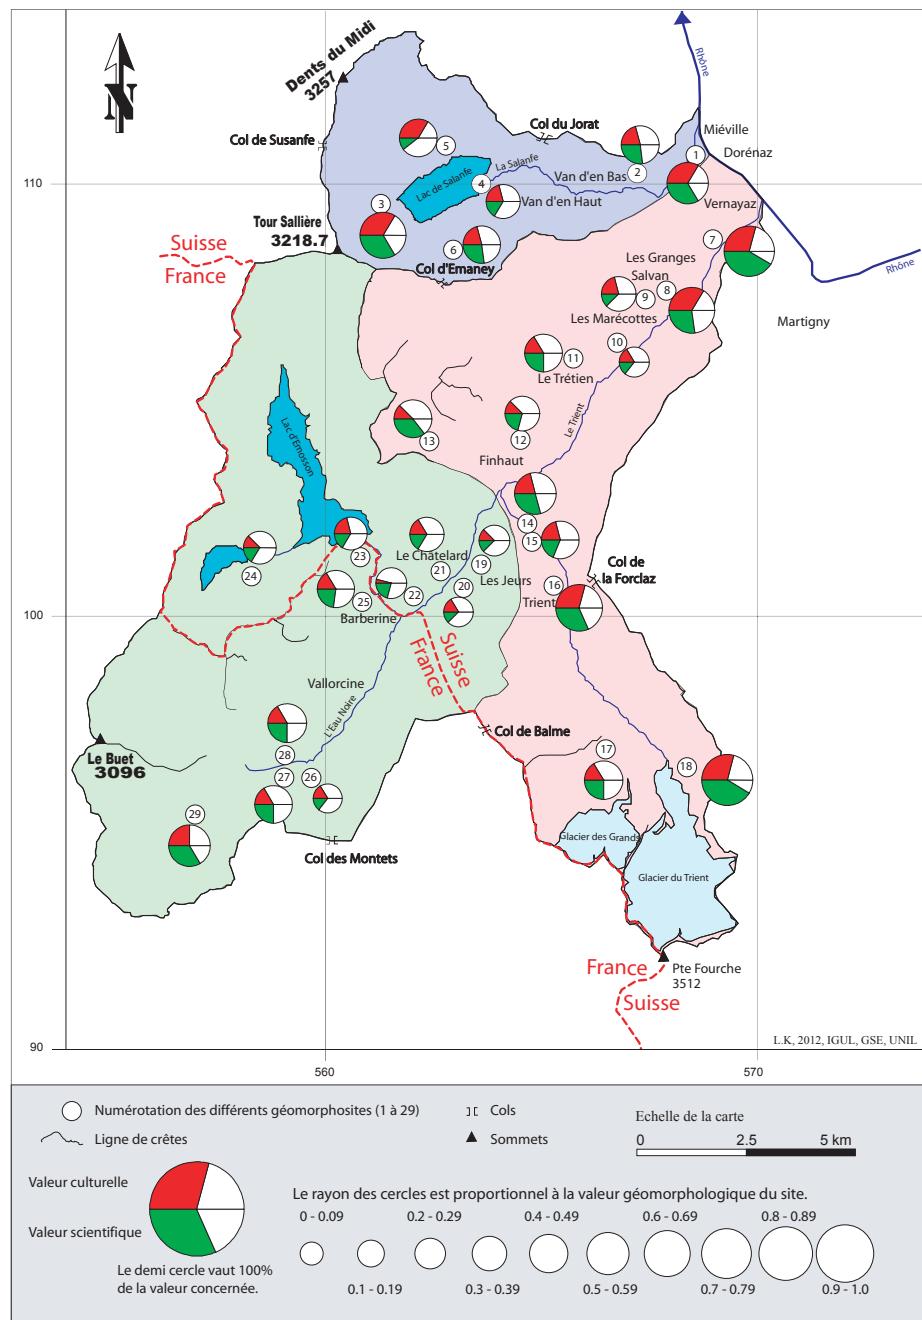 N
Dents du Midi
3257
Rhône
Col de Susanfe
Col du Jorat
Miéville
Dorénaz
5
1
2
110
4
La Salanfe
Lac de Salanfe
Van d'en Bas
Van d'en Haut
Vernayaz
3
Tour Sallière
3218.7
6
7
Suisse
France
Col d'Emaney
Les Granges
Salvan
8
9
Rhône
Les Marécottes
Martigny
10
11
Le Trétien
Le Trient
Lac d'Emosson
13
12
Finhaut
14
15
Le Châtelard
23
24
21
19
Les Jeurs
Col de
la Forclaz
16
Trient
20
22
25
Barberine
100
Suisse
France
Vallorcine
L'Eau Noire
Col de Balme
Le Buet
3096
28
17
18
27
26
29
Col des Montets
Glacier des Grands
Glacier du Trient
France
Suisse
Pte Fourche
3512
L.K, 2012, IGUL, GSE, UNIL
90
560
570
Numérotation des différents géomorphosites (1 à 29)
Cols
Echelle de la carte
Ligne de crêtes
Sommets
0
2.5
5 km
Valeur culturelle
Valeur scientifique
Le demi cercle vaut 100%
de la valeur concernée.
Le rayon des cercles est proportionnel à la valeur géomorphologique du site.
0 - 0.09
0.2 - 0.29
0.4 - 0.49
0.6 - 0.69
0.8 - 0.89
0.1 - 0.19
0.3 - 0.39
0.5 - 0.59
0.7 - 0.79
0.9 - 1.0